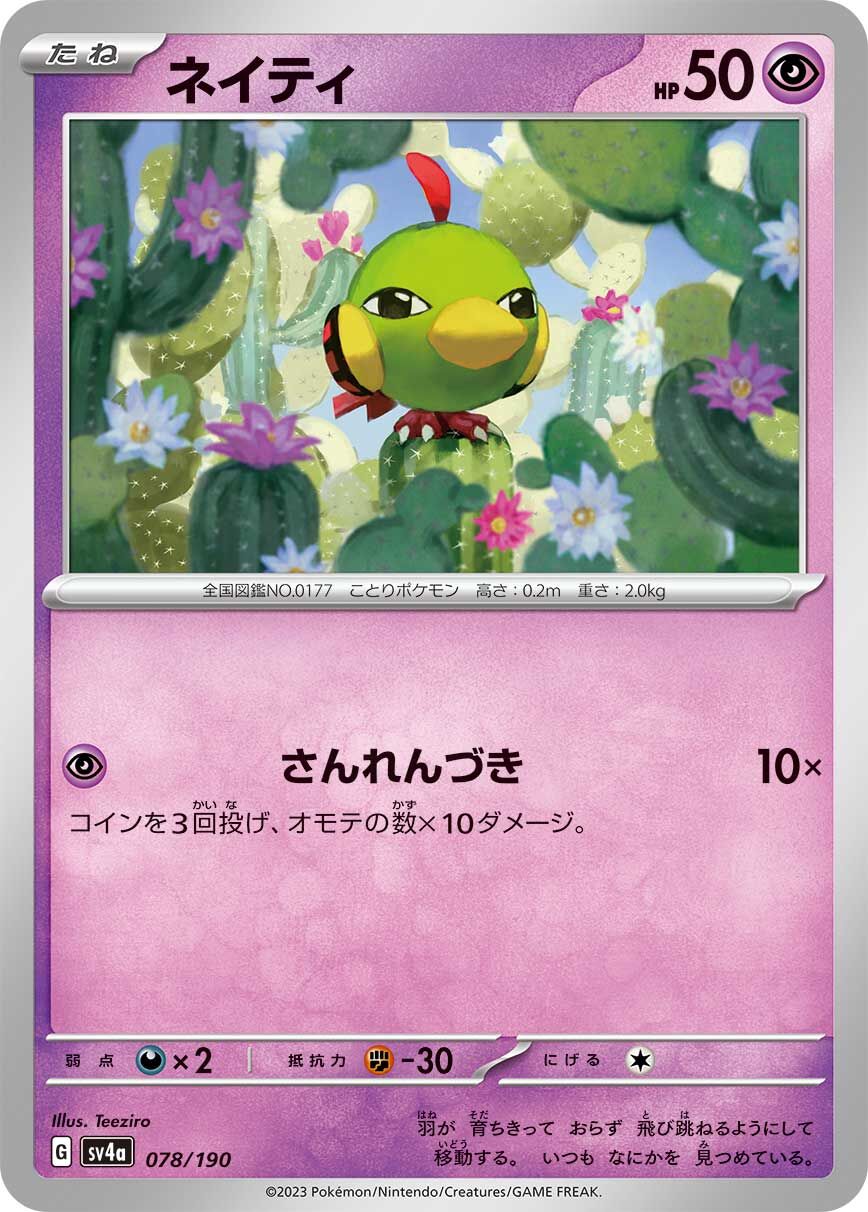 たね ネイティ HP50
全国図鑑NO.0177 ことりポケモン 高さ:0.2m 重さ:2.0kg
さんれんづき 10×
コインを3回投げ、オモテの数×10ダメージ。
弱点 ×2 抵抗力 -30 にげる
Illus. Teeziro
G sv4a 078/190
羽が 育ちきって おらず 飛び跳ねるようにして
移動する。 いつも なにかを 見つめている。
©2023 Pokémon/Nintendo/Creatures/GAME FREAK.